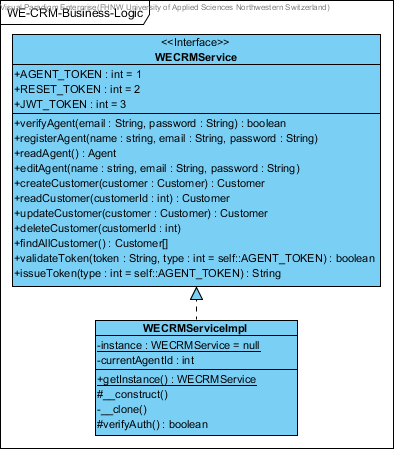 Visual Paradigm Enterprise(FHNW University of Applied Sciences Northwestern Switzerland)
WE-CRM-Business-Logic
<<Interface>>
WECRMService
+AGENT_TOKEN : int = 1
+RESET_TOKEN : int = 2
+JWT_TOKEN : int = 3
+verifyAgent(email : String, password : String) : boolean
+registerAgent(name : string, email : String, password : String)
+readAgent() : Agent
+editAgent(name : string, email : String, password : String)
+createCustomer(customer : Customer) : Customer
+readCustomer(customerId : int) : Customer
+updateCustomer(customer : Customer) : Customer
+deleteCustomer(customerId : int)
+findAllCustomer() : Customer[]
+validateToken(token : String, type : int = self::AGENT_TOKEN) : boolean
+issueToken(type : int = self::AGENT_TOKEN) : String
WECRMServiceImpl
-instance : WECRMService = null
-currentAgentId : int
+getInstance() : WECRMService
#__construct()
-__clone()
#verifyAuth() : boolean